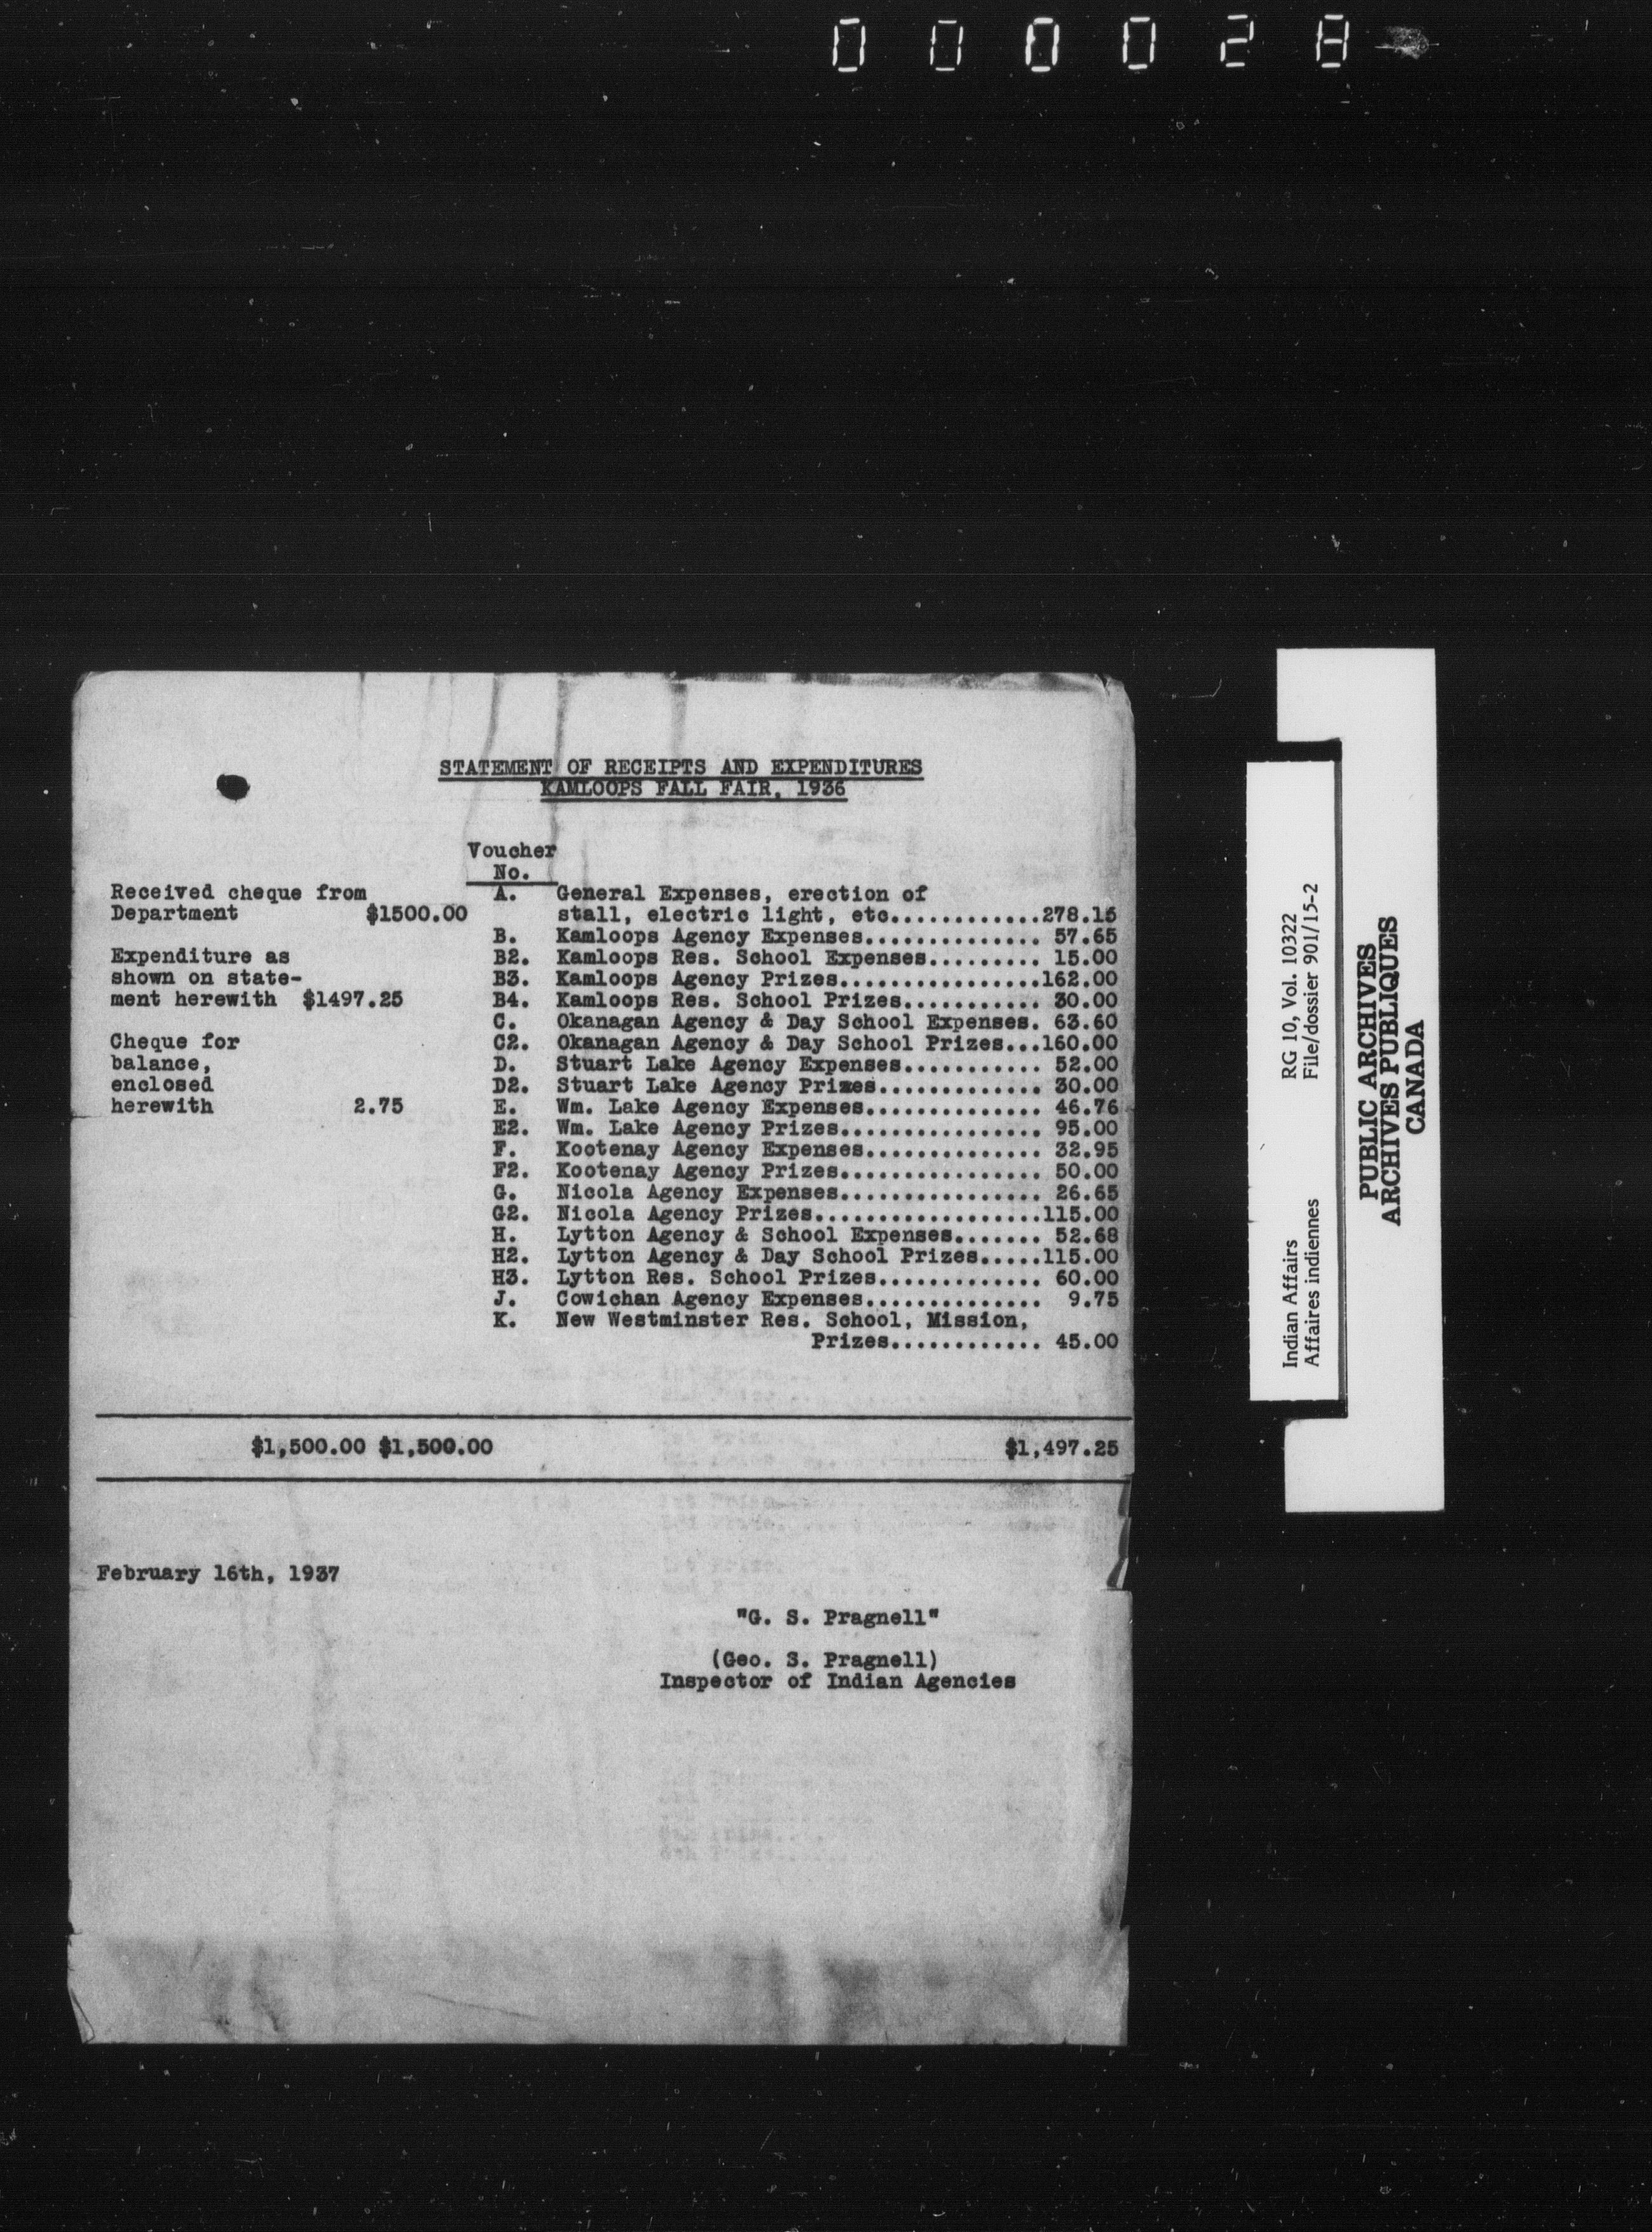 000028
STATEMENT OF RECEIPTS AND EXPENDITURES
KAMLOOPS FALL FAIR, 1936
Voucher
No.
Received cheque from
Department $1500.00
Expenditure as
shown on state-
ment herewith $1497.25
Cheque for
balance,
enclosed
herewith 2.75
A. General Expenses, erection of
stall, electric light, etc............278.15
B. Kamloops Agency Expenses.............. 57.65
B2. Kamloops Res. School Expenses......... 15.00
B3. Kamloops Agency Prizes................162.00
B4. Kamloops Res. School Prizes........... 30.00
C. Okanagan Agency & Day School Expenses. 63.60
C2. Okanagan Agency & Day School Prizes...160.00
D. Stuart Lake Agency Expenses........... 52.00
D2. Stuart Lake Agency Prizes............. 30.00
E. Wm. Lake Agency Expenses.............. 46.76
E2. Wm. Lake Agency Prizes................ 95.00
F. Kootenay Agency Expenses.............. 32.95
F2. Kootenay Agency Prizes................ 50.00
G. Nicola Agency Expenses................ 26.65
G2. Nicola Agency Prizes..................115.00
H. Lytton Agency & School Expenses....... 52.68
H2. Lytton Agency & Day School Prizes.....115.00
H3. Lytton Res. School Prizes............. 60.00
J. Cowichan Agency Expenses.............. 9.75
K. New Westminster Res. School, Mission,
Prizes............ 45.00
$1,500.00 $1,500.00 $1,497.25
February 16th, 1937
"G. S. Pragnell"
(Geo. S. Pragnell)
Inspector of Indian Agencies
Indian Affairs RG 10, Vol. 10322
Affaires indiennes File/dossier 901/15-2
PUBLIC ARCHIVES
ARCHIVES PUBLIQUES
CANADA